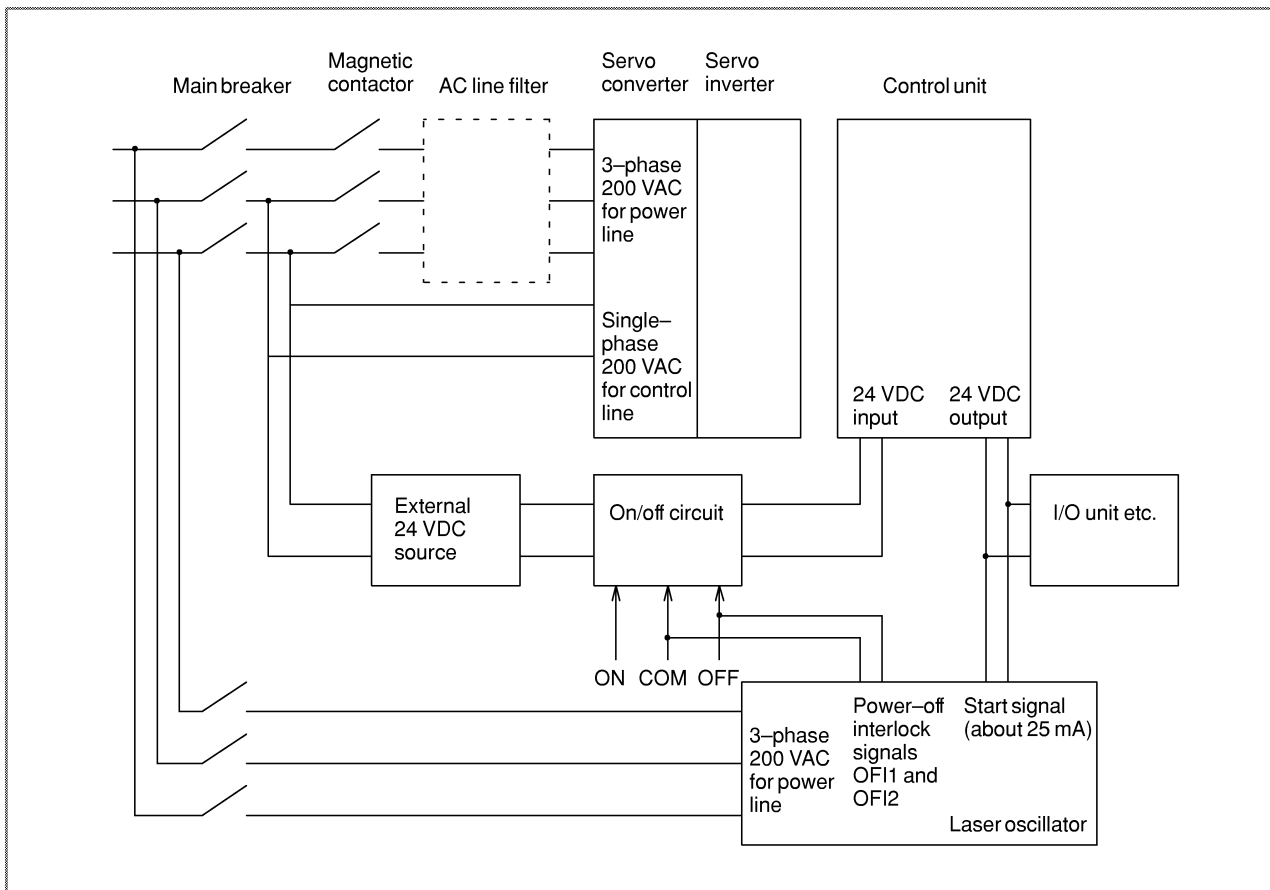 Main breaker
Magnetic
contactor
AC line filter
Servo
converter
Servo
inverter
Control unit
3–phase
200 VAC
for power
line
Single–
phase
200 VAC
for control
line
24 VDC
input
24 VDC
output
External
24 VDC
source
On/off circuit
I/O unit etc.
ON
COM
OFF
3–phase
200 VAC
for power
line
Power–off
interlock
signals
OFI1 and
OFI2
Start signal
(about 25 mA)
Laser oscillator